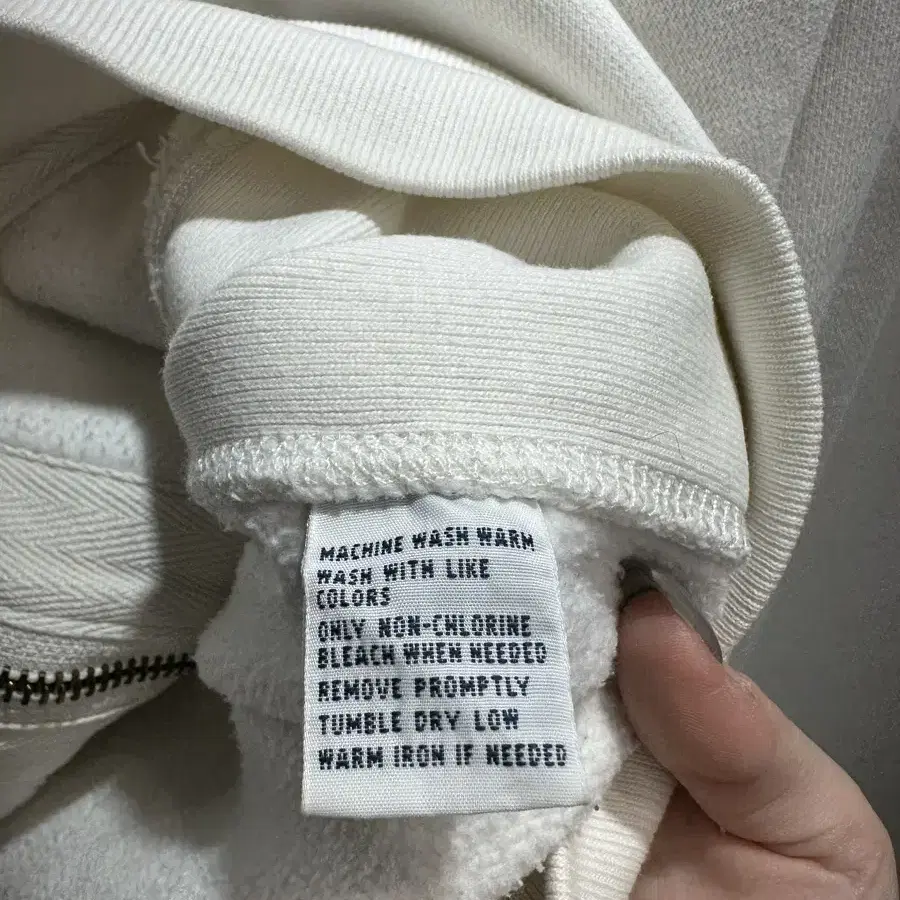 MACHINE WASH WARM
WASH WITH LIKE
COLORS
ONLY NON-CHLORINE
BLEACH WHEN NEEDED
REMOVE PROMPTLY
TUMBLE DRY LOW
WARM IRON IF NEEDED